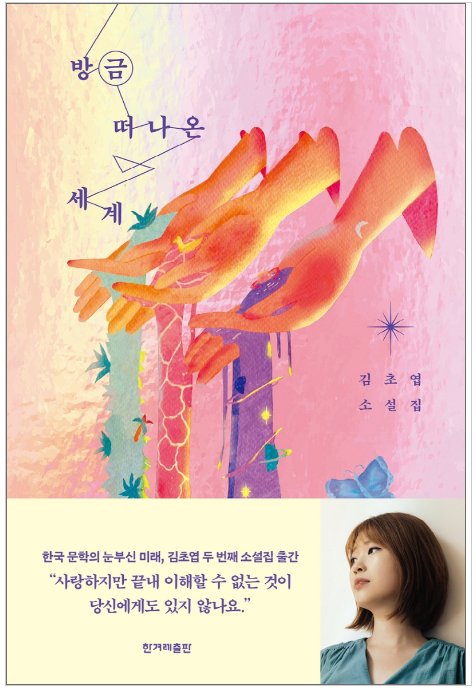 방금
떠나온
세계
김초엽
소설집
한국 문학의 눈부신 미래, 김초엽 두 번째 소설집 출간
“사랑하지만 끝내 이해할 수 없는 것이
당신에게도 있지 않나요.”
한겨레출판